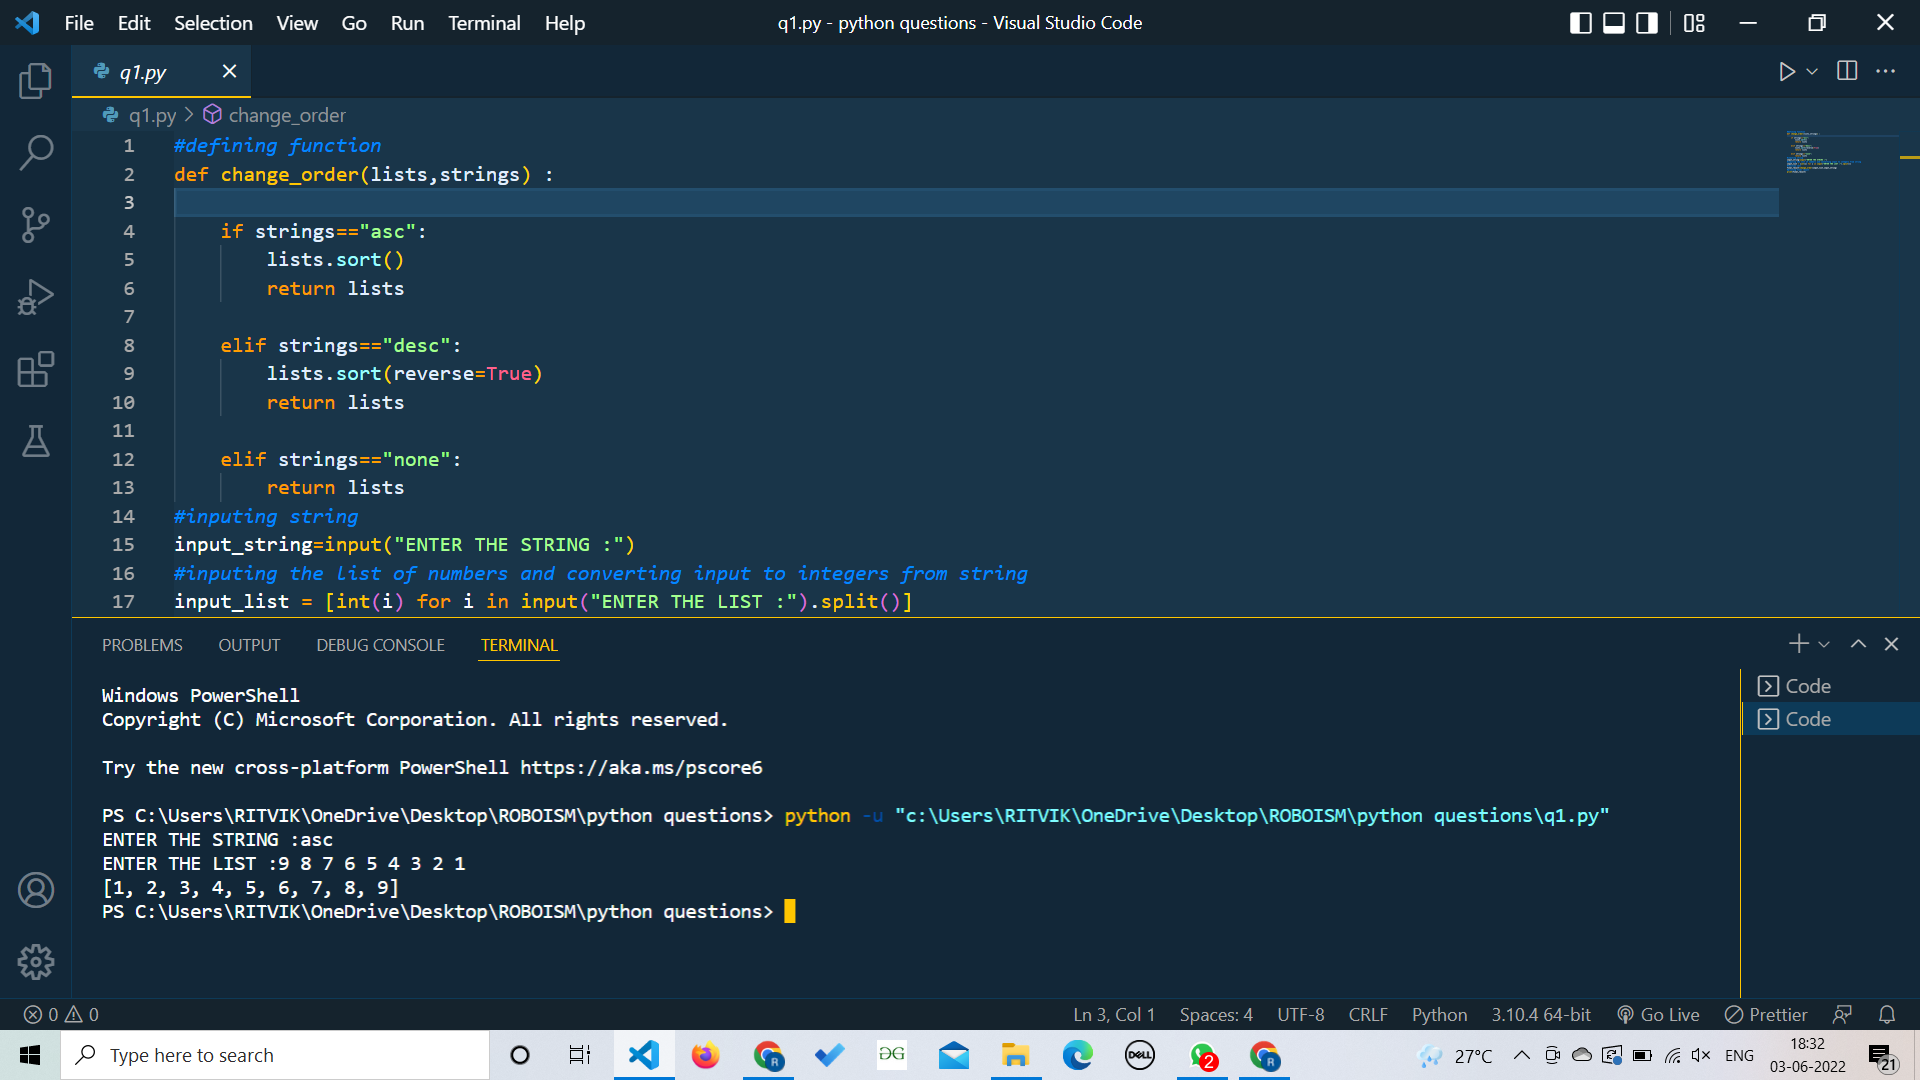 File Edit Selection View Go Run Terminal Help
q1.py - python questions - Visual Studio Code
q1.py
q1.py > change_order
1 #defining function
2 def change_order(lists,strings) :
3
4 if strings=="asc":
5 lists.sort()
6 return lists
7
8 elif strings=="desc":
9 lists.sort(reverse=True)
10 return lists
11
12 elif strings=="none":
13 return lists
14 #inputing string
15 input_string=input("ENTER THE STRING :")
16 #inputing the list of numbers and converting input to integers from string
17 input_list = [int(i) for i in input("ENTER THE LIST :").split()]
PROBLEMS OUTPUT DEBUG CONSOLE TERMINAL
Code
Code
Windows PowerShell
Copyright (C) Microsoft Corporation. All rights reserved.
Try the new cross-platform PowerShell https://aka.ms/pscore6
PS C:\Users\RITVIK\OneDrive\Desktop\ROBOISM\python questions> python -u "c:\Users\RITVIK\OneDrive\Desktop\ROBOISM\python questions\q1.py"
ENTER THE STRING :asc
ENTER THE LIST :9 8 7 6 5 4 3 2 1
[1, 2, 3, 4, 5, 6, 7, 8, 9]
PS C:\Users\RITVIK\OneDrive\Desktop\ROBOISM\python questions>
0 0 Ln 3, Col 1 Spaces: 4 UTF-8 CRLF Python 3.10.4 64-bit Go Live Prettier
Type here to search
R
DELL
2
R
27°C
ENG
18:32
03-06-2022
21